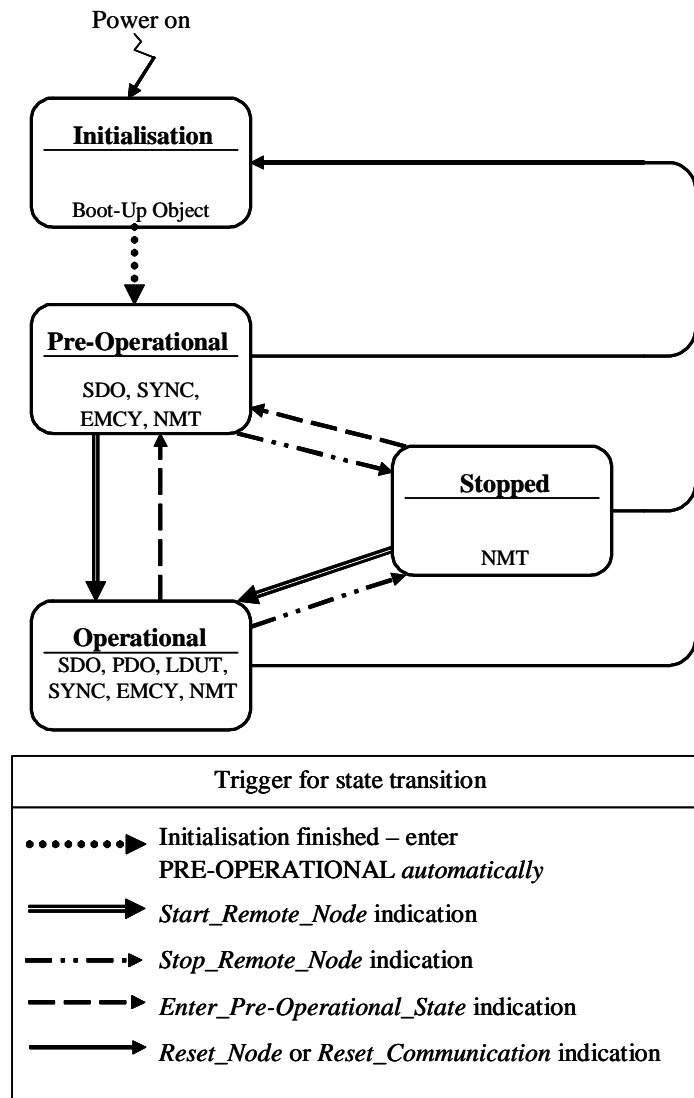 Power on
Initialisation
Boot-Up Object
Pre-Operational
SDO, SYNC,
EMCY, NMT
Stopped
NMT
Operational
SDO, PDO, LDUT,
SYNC, EMCY, NMT
Trigger for state transition
Initialisation finished – enter
PRE-OPERATIONAL automatically
Start_Remote_Node indication
Stop_Remote_Node indication
Enter_Pre-Operational_State indication
Reset_Node or Reset_Communication indication